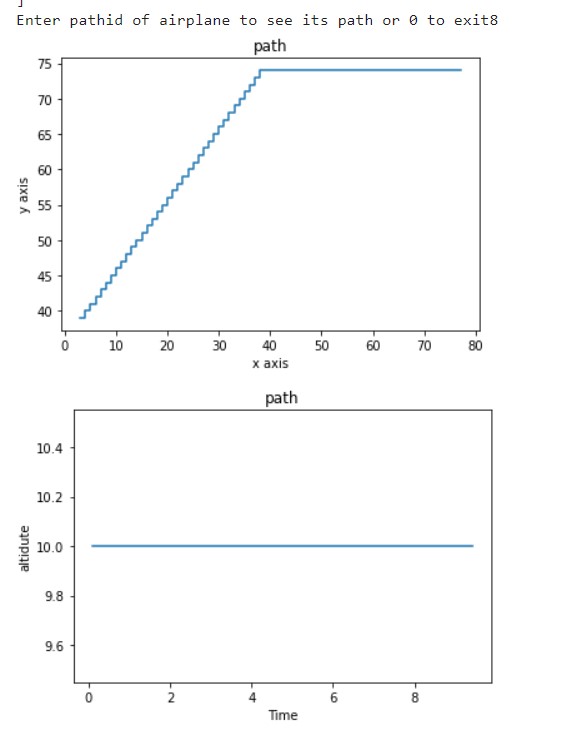 ]
Enter pathid of airplane to see its path or 0 to exit8
path
75
70
65
60
55
50
45
40
y axis
0 10 20 30 40 50 60 70 80
x axis
path
10.4
10.2
10.0
9.8
9.6
altidute
0 2 4 6 8
Time